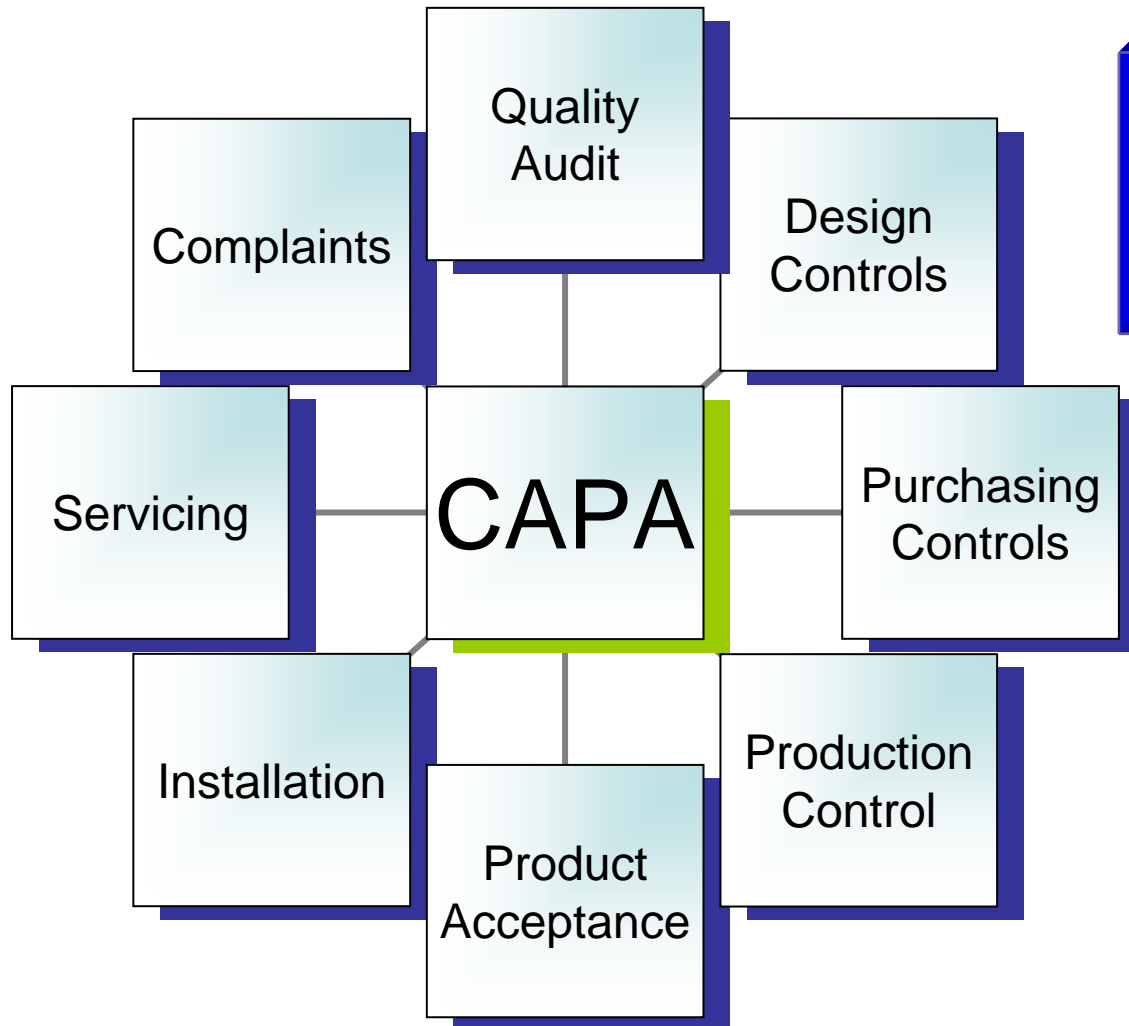 Quality
Audit
Design
Controls
Complaints
Purchasing
Controls
CAPA
Servicing
Production
Control
Installation
Product
Acceptance